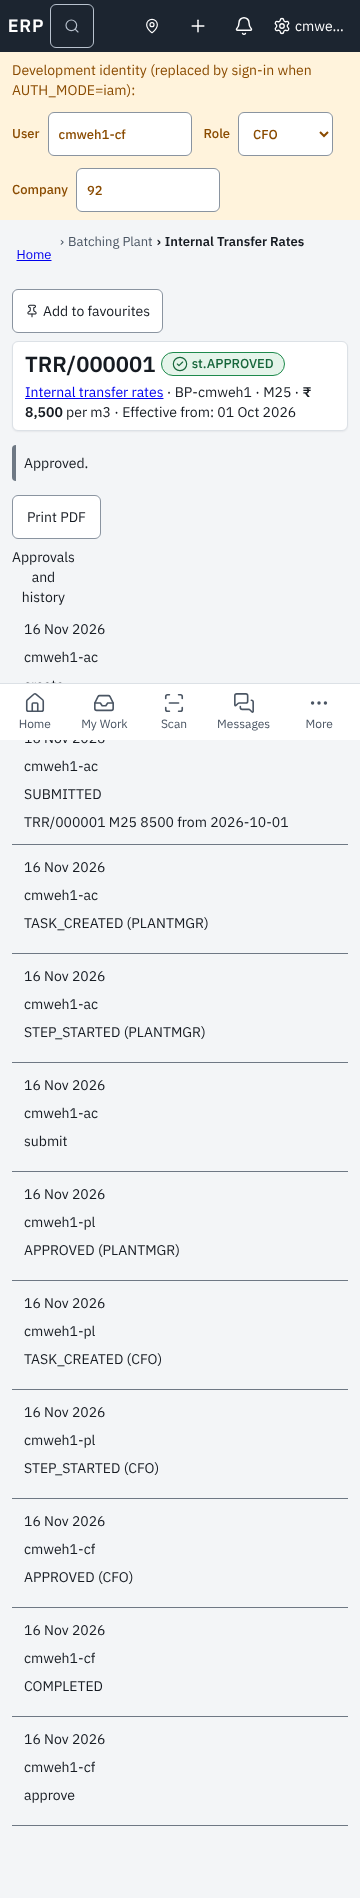 ERP cmwe...
Development identity (replaced by sign-in when
AUTH_MODE=iam):
User cmweh1-cf Role CFO
Company 92
Home › Batching Plant › Internal Transfer Rates
Add to favourites
TRR/000001 st.APPROVED
Internal transfer rates · BP-cmweh1 · M25 · ₹
8,500 per m3 · Effective from: 01 Oct 2026
Approved.
Print PDF
Approvals
and
history
16 Nov 2026
cmweh1-ac
Home My Work Scan Messages More
16 Nov 2026
cmweh1-ac
SUBMITTED
TRR/000001 M25 8500 from 2026-10-01
16 Nov 2026
cmweh1-ac
TASK_CREATED (PLANTMGR)
16 Nov 2026
cmweh1-ac
STEP_STARTED (PLANTMGR)
16 Nov 2026
cmweh1-ac
submit
16 Nov 2026
cmweh1-pl
APPROVED (PLANTMGR)
16 Nov 2026
cmweh1-pl
TASK_CREATED (CFO)
16 Nov 2026
cmweh1-pl
STEP_STARTED (CFO)
16 Nov 2026
cmweh1-cf
APPROVED (CFO)
16 Nov 2026
cmweh1-cf
COMPLETED
16 Nov 2026
cmweh1-cf
approve